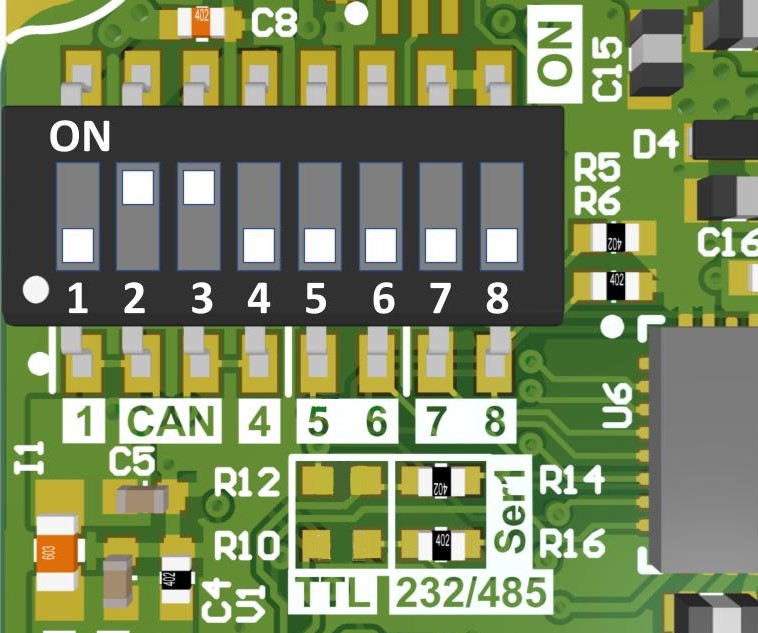 402
C8
ON
C15
ON
D4
R5
R6
402
C16
402
1 2 3 4 5 6 7 8
U6
1 CAN 4 5 6 7 8
I1
C5
R12
402
R14
Ser1
R10
402
R16
603
402
C4
U1
TTL 232/485